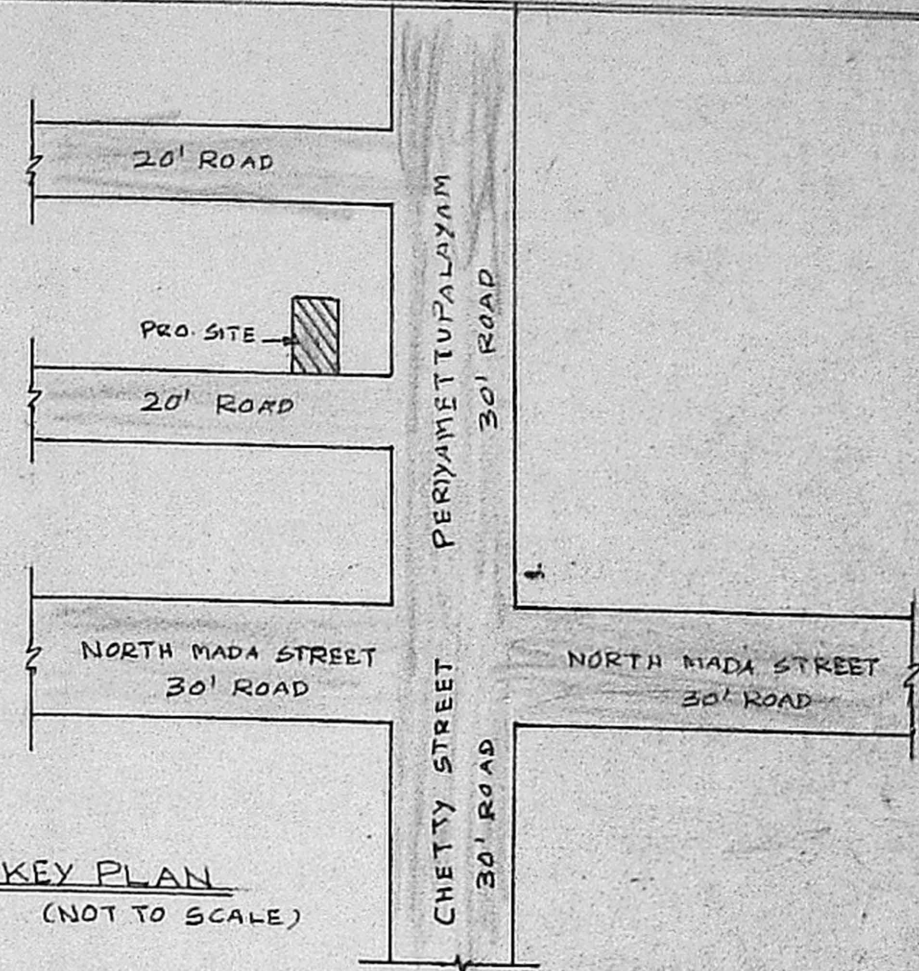 20' ROAD
PERIYAMETTUPALAYAM
30' ROAD
PRO. SITE
20' ROAD
NORTH MADA STREET
30' ROAD
NORTH MADA STREET
30' ROAD
CHETTY STREET
30' ROAD
KEY PLAN
(NOT TO SCALE)